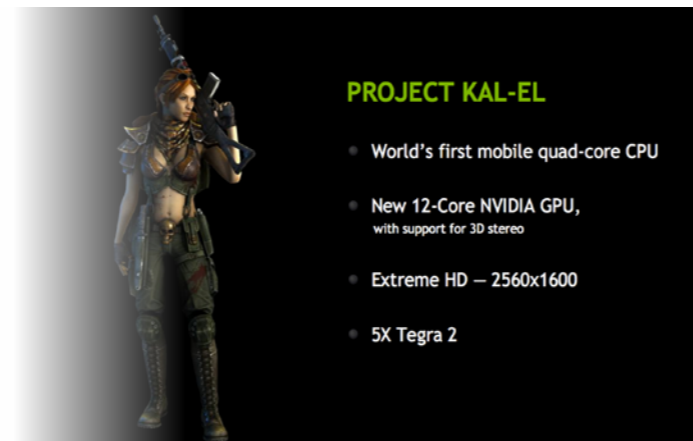 PROJECT KAL-EL
World's first mobile quad-core CPU
New 12-Core NVIDIA GPU,
with support for 3D stereo
Extreme HD — 2560x1600
5X Tegra 2